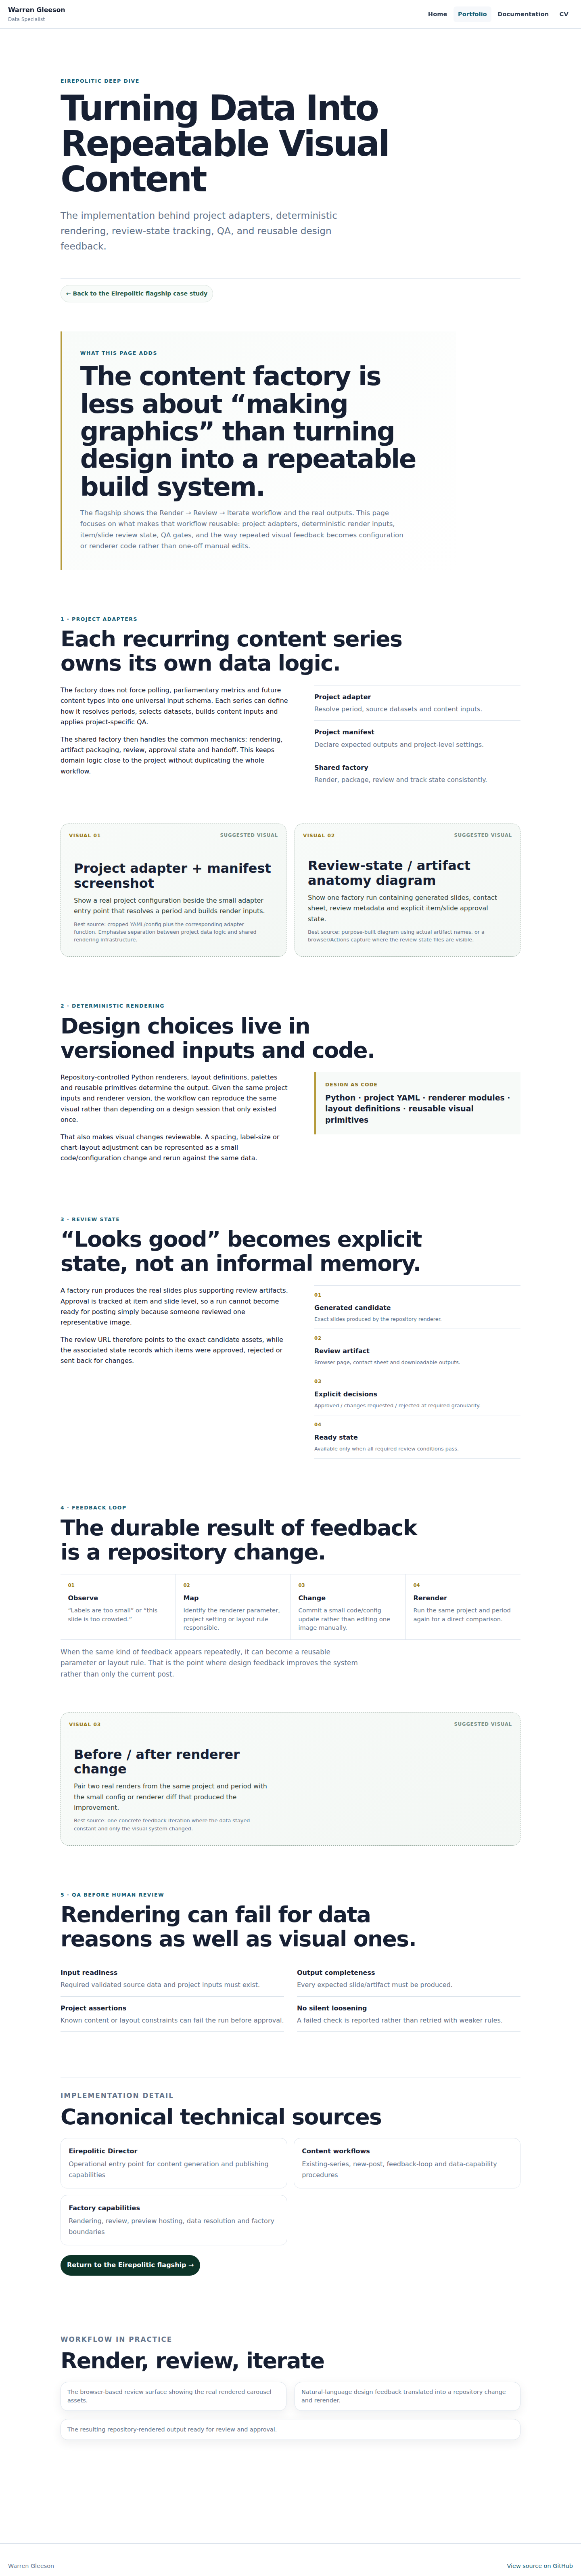 Warren Gleeson
Data Specialist
Home
Portfolio
Documentation
CV
EIREPOLITIC DEEP DIVE
Turning Data Into
Repeatable Visual
Content
The implementation behind project adapters, deterministic
rendering, review-state tracking, QA, and reusable design
feedback.
← Back to the Eirepolitic flagship case study
WHAT THIS PAGE ADDS
The content factory is
less about “making
graphics” than turning
design into a repeatable
build system.
The flagship shows the Render → Review → Iterate workflow and the real outputs. This page
focuses on what makes that workflow reusable: project adapters, deterministic render inputs,
item/slide review state, QA gates, and the way repeated visual feedback becomes configuration
or renderer code rather than one-off manual edits.
1 · PROJECT ADAPTERS
Each recurring content series
owns its own data logic.
The factory does not force polling, parliamentary metrics and future
content types into one universal input schema. Each series can define
how it resolves periods, selects datasets, builds content inputs and
applies project-specific QA.
The shared factory then handles the common mechanics: rendering,
artifact packaging, review, approval state and handoff. This keeps
domain logic close to the project without duplicating the whole
workflow.
Project adapter
Resolve period, source datasets and content inputs.
Project manifest
Declare expected outputs and project-level settings.
Shared factory
Render, package, review and track state consistently.
VISUAL 01
SUGGESTED VISUAL
Project adapter + manifest
screenshot
Show a real project configuration beside the small adapter
entry point that resolves a period and builds render inputs.
Best source: cropped YAML/config plus the corresponding adapter
function. Emphasise separation between project data logic and shared
rendering infrastructure.
VISUAL 02
SUGGESTED VISUAL
Review-state / artifact
anatomy diagram
Show one factory run containing generated slides, contact
sheet, review metadata and explicit item/slide approval
state.
Best source: purpose-built diagram using actual artifact names, or a
browser/Actions capture where the review-state files are visible.
2 · DETERMINISTIC RENDERING
Design choices live in
versioned inputs and code.
Repository-controlled Python renderers, layout definitions, palettes
and reusable primitives determine the output. Given the same project
inputs and renderer version, the workflow can reproduce the same
visual rather than depending on a design session that only existed
once.
That also makes visual changes reviewable. A spacing, label-size or
chart-layout adjustment can be represented as a small
code/configuration change and rerun against the same data.
DESIGN AS CODE
Python · project YAML · renderer modules ·
layout definitions · reusable visual
primitives
3 · REVIEW STATE
“Looks good” becomes explicit
state, not an informal memory.
A factory run produces the real slides plus supporting review artifacts.
Approval is tracked at item and slide level, so a run cannot become
ready for posting simply because someone reviewed one
representative image.
The review URL therefore points to the exact candidate assets, while
the associated state records which items were approved, rejected or
sent back for changes.
01
Generated candidate
Exact slides produced by the repository renderer.
02
Review artifact
Browser page, contact sheet and downloadable outputs.
03
Explicit decisions
Approved / changes requested / rejected at required granularity.
04
Ready state
Available only when all required review conditions pass.
4 · FEEDBACK LOOP
The durable result of feedback
is a repository change.
01
Observe
“Labels are too small” or “this
slide is too crowded.”
02
Map
Identify the renderer parameter,
project setting or layout rule
responsible.
03
Change
Commit a small code/config
update rather than editing one
image manually.
04
Rerender
Run the same project and period
again for a direct comparison.
When the same kind of feedback appears repeatedly, it can become a reusable
parameter or layout rule. That is the point where design feedback improves the system
rather than only the current post.
VISUAL 03
SUGGESTED VISUAL
Before / after renderer
change
Pair two real renders from the same project and period with
the small config or renderer diff that produced the
improvement.
Best source: one concrete feedback iteration where the data stayed
constant and only the visual system changed.
5 · QA BEFORE HUMAN REVIEW
Rendering can fail for data
reasons as well as visual ones.
Input readiness
Required validated source data and project inputs must exist.
Output completeness
Every expected slide/artifact must be produced.
Project assertions
Known content or layout constraints can fail the run before approval.
No silent loosening
A failed check is reported rather than retried with weaker rules.
IMPLEMENTATION DETAIL
Canonical technical sources
Eirepolitic Director
Operational entry point for content generation and publishing
capabilities
Content workflows
Existing-series, new-post, feedback-loop and data-capability
procedures
Factory capabilities
Rendering, review, preview hosting, data resolution and factory
boundaries
Return to the Eirepolitic flagship →
WORKFLOW IN PRACTICE
Render, review, iterate
The browser-based review surface showing the real rendered carousel
assets.
Natural-language design feedback translated into a repository change
and rerender.
The resulting repository-rendered output ready for review and approval.
Warren Gleeson
View source on GitHub